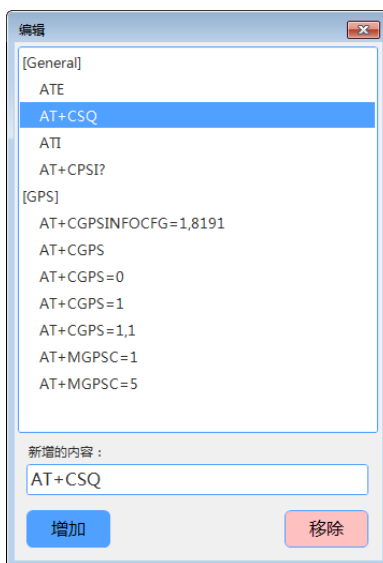 编辑
[General]
ATE
AT+CSQ
ATI
AT+CPSI?
[GPS]
AT+CGPSINFOCFG=1,8191
AT+CGPS
AT+CGPS=0
AT+CGPS=1
AT+CGPS=1,1
AT+MGPSC=1
AT+MGPSC=5
新增的内容：
AT+CSQ
增加 移除